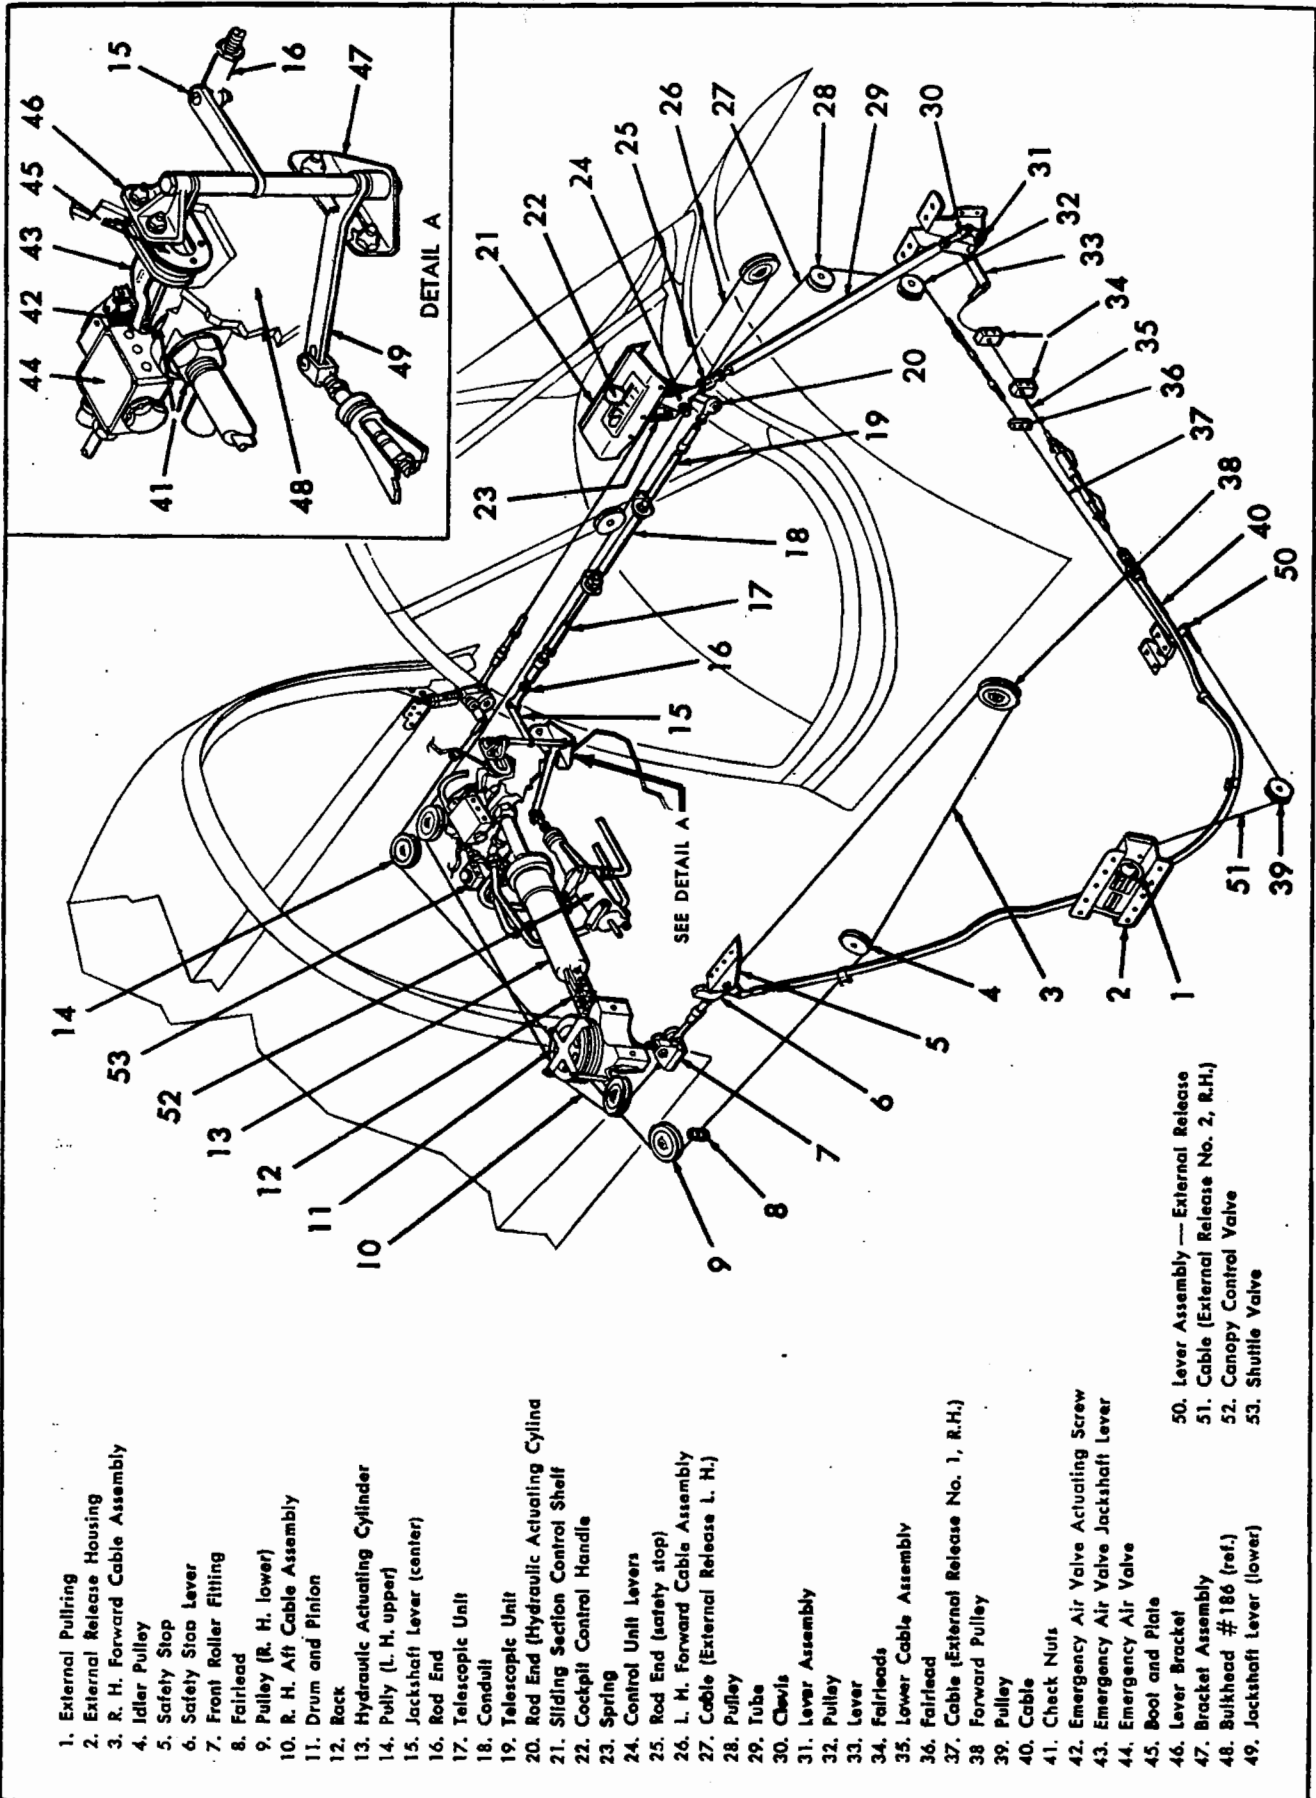 1. External Pullring
2. External Release Housing
3. R. H. Forward Cable Assembly
4. Idler Pulley
5. Safety Stop
6. Safety Stop Lever
7. Front Roller Fitting
8. Fairlead
9. Pulley (R. H. lower)
10. R. H. Aft Cable Assembly
11. Drum and Pinion
12. Rack
13. Hydraulic Actuating Cylinder
14. Pully (L. H. upper)
15. Jackshaft Lever (center)
16. Rod End
17. Telescopic Unit
18. Conduit
19. Telescopic Unit
20. Rod End (Hydraulic Actuating Cylind
21. Sliding Section Control Shelf
22. Cockpit Control Handle
23. Spring
24. Control Unit Levers
25. Rod End (safety stop)
26. L. H. Forward Cable Assembly
27. Cable (External Release L. H.)
28. Pulley
29. Tube
30. Clevis
31. Lever Assembly
32. Pulley
33. Lever
34. Fairleads
35. Lower Cable Assembly
36. Fairlead
37. Cable (External Release No. 1, R.H.)
38 Forward Pulley
39. Pulley
40. Cable
41. Check Nuts
42. Emergency Air Valve Actuating Screw
43. Emergency Air Valve Jackshaft Lever
44. Emergency Air Valve
45. Boot and Plate
46. Lever Bracket
47. Bracket Assembly
48. Bulkhead #186 (ref.)
49. Jackshaft Lever (lower)
50. Lever Assembly — External Release
51. Cable (External Release No. 2, R.H.)
52. Canopy Control Valve
53. Shuttle Valve
14
53
52
13
12
11
10
9
8
7
6
5
4
3
2
1
51
39
SEE DETAIL A
15
16
17
18
19
20
21
22
23
24
25
26
27
28
29
30
31
32
33
34
35
36
37
38
40
50
44
42
43
45
46
15
16
47
41
48
49
DETAIL A